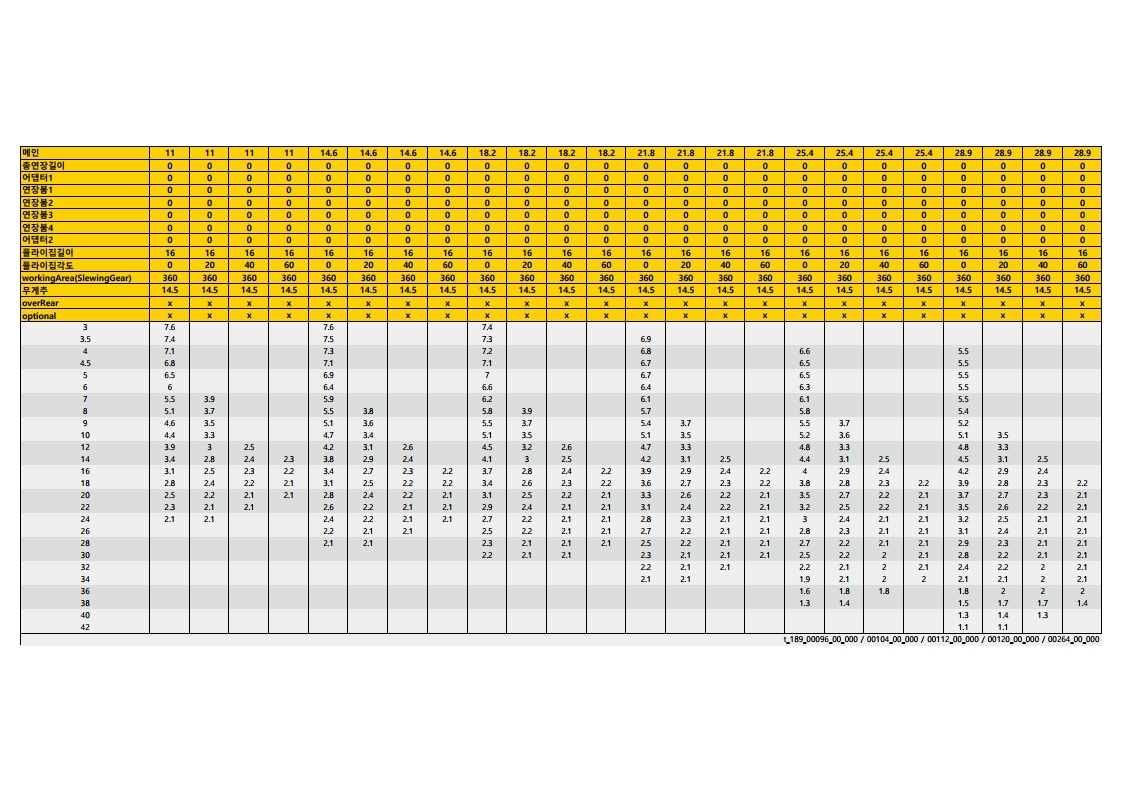 메인 11 11 11 11 14.6 14.6 14.6 14.6 18.2 18.2 18.2 18.2 21.8 21.8 21.8 21.8 25.4 25.4 25.4 25.4 28.9 28.9 28.9 28.9
총연장길이 0 0 0 0 0 0 0 0 0 0 0 0 0 0 0 0 0 0 0 0 0 0 0 0
어댑터1 0 0 0 0 0 0 0 0 0 0 0 0 0 0 0 0 0 0 0 0 0 0 0 0
연장붐1 0 0 0 0 0 0 0 0 0 0 0 0 0 0 0 0 0 0 0 0 0 0 0 0
연장붐2 0 0 0 0 0 0 0 0 0 0 0 0 0 0 0 0 0 0 0 0 0 0 0 0
연장붐3 0 0 0 0 0 0 0 0 0 0 0 0 0 0 0 0 0 0 0 0 0 0 0 0
연장붐4 0 0 0 0 0 0 0 0 0 0 0 0 0 0 0 0 0 0 0 0 0 0 0 0
어댑터2 0 0 0 0 0 0 0 0 0 0 0 0 0 0 0 0 0 0 0 0 0 0 0 0
플라이집길이 16 16 16 16 16 16 16 16 16 16 16 16 16 16 16 16 16 16 16 16 16 16 16 16
플라이집각도 0 20 40 60 0 20 40 60 0 20 40 60 0 20 40 60 0 20 40 60 0 20 40 60
workingArea(SlewingGear) 360 360 360 360 360 360 360 360 360 360 360 360 360 360 360 360 360 360 360 360 360 360 360 360
무게추 14.5 14.5 14.5 14.5 14.5 14.5 14.5 14.5 14.5 14.5 14.5 14.5 14.5 14.5 14.5 14.5 14.5 14.5 14.5 14.5 14.5 14.5 14.5 14.5
overRear x x x x x x x x x x x x x x x x x x x x x x x x
optional x x x x x x x x x x x x x x x x x x x x x x x x
3 7.6 7.6 7.4
3.5 7.4 7.5 7.3 6.9
4 7.1 7.3 7.2 6.8 6.6 5.5
4.5 6.8 7.1 7.1 6.7 6.5 5.5
5 6.5 6.9 7 6.7 6.5 5.5
6 6 6.4 6.6 6.4 6.3 5.5
7 5.5 3.9 5.9 6.2 6.1 6.1 5.5
8 5.1 3.7 5.5 3.8 5.8 3.9 5.7 5.8 5.4
9 4.6 3.5 5.1 3.6 5.5 3.7 5.4 3.7 5.5 3.7 5.2
10 4.4 3.3 4.7 3.4 5.1 3.5 5.1 3.5 5.2 3.6 5.1 3.5
12 3.9 3 2.5 4.2 3.1 2.6 4.5 3.2 2.6 4.7 3.3 4.8 3.3 4.8 3.3
14 3.4 2.8 2.4 2.3 3.8 2.9 2.4 4.1 3 2.5 4.2 3.1 2.5 4.4 3.1 2.5 4.5 3.1 2.5
16 3.1 2.5 2.3 2.2 3.4 2.7 2.3 2.2 3.7 2.8 2.4 2.2 3.9 2.9 2.4 2.2 4 2.9 2.4 4.2 2.9 2.4
18 2.8 2.4 2.2 2.1 3.1 2.5 2.2 2.2 3.4 2.6 2.3 2.2 3.6 2.7 2.3 2.2 3.8 2.8 2.3 2.2 3.9 2.8 2.3 2.2
20 2.5 2.2 2.1 2.1 2.8 2.4 2.2 2.1 3.1 2.5 2.2 2.1 3.3 2.6 2.2 2.1 3.5 2.7 2.2 2.1 3.7 2.7 2.3 2.1
22 2.3 2.1 2.1 2.6 2.2 2.1 2.1 2.9 2.4 2.1 2.1 3.1 2.4 2.2 2.1 3.2 2.5 2.2 2.1 3.5 2.6 2.2 2.1
24 2.1 2.1 2.4 2.2 2.1 2.1 2.7 2.2 2.1 2.1 2.8 2.3 2.1 2.1 3 2.4 2.1 2.1 3.2 2.5 2.1 2.1
26 2.2 2.1 2.1 2.5 2.2 2.1 2.1 2.7 2.2 2.1 2.1 2.8 2.3 2.1 2.1 3.1 2.4 2.1 2.1
28 2.1 2.1 2.3 2.1 2.1 2.1 2.5 2.2 2.1 2.1 2.7 2.2 2.1 2.1 2.9 2.3 2.1 2.1
30 2.2 2.1 2.1 2.3 2.1 2.1 2.1 2.5 2.2 2 2.1 2.8 2.2 2.1 2.1
32 2.2 2.1 2.1 2.2 2.1 2 2.1 2.4 2.2 2 2.1
34 2.1 2.1 1.9 2.1 2 2 2.1 2.1 2 2.1
36 1.6 1.8 1.8 1.8 2 2 2
38 1.3 1.4 1.5 1.7 1.7 1.4
40 1.3 1.4 1.3
42 1.1 1.1
t_189_00096_00_000 / 00104_00_000 / 00112_00_000 / 00120_00_000 / 00264_00_000